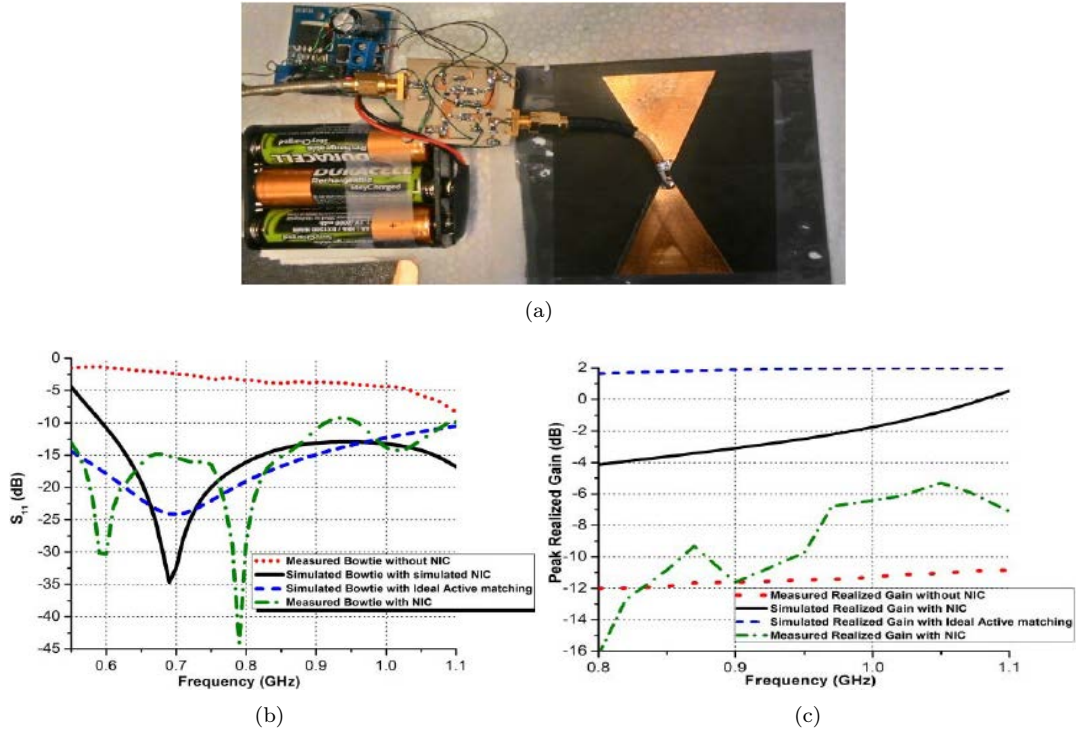 DURACELL
Rechargeable
StayCharged
DURACELL
Rechargeable
StayCharged
(a)
0
-5
-10
-15
-20
-25
-30
-35
-40
-45
S11 (dB)
0.6 0.7 0.8 0.9 1.0 1.1
Frequency (GHz)
Measured Bowtie without NIC
Simulated Bowtie with simulated NIC
Simulated Bowtie with Ideal Active matching
Measured Bowtie with NIC
(b)
2
0
-2
-4
-6
-8
-10
-12
-14
-16
Peak Realized Gain (dB)
0.8 0.9 1.0 1.1
Frequency (GHz)
Measured Realized Gain without NIC
Simulated Realized Gain with NIC
Simulated Realized Gain with Ideal Active matching
Measured Realized Gain with NIC
(c)